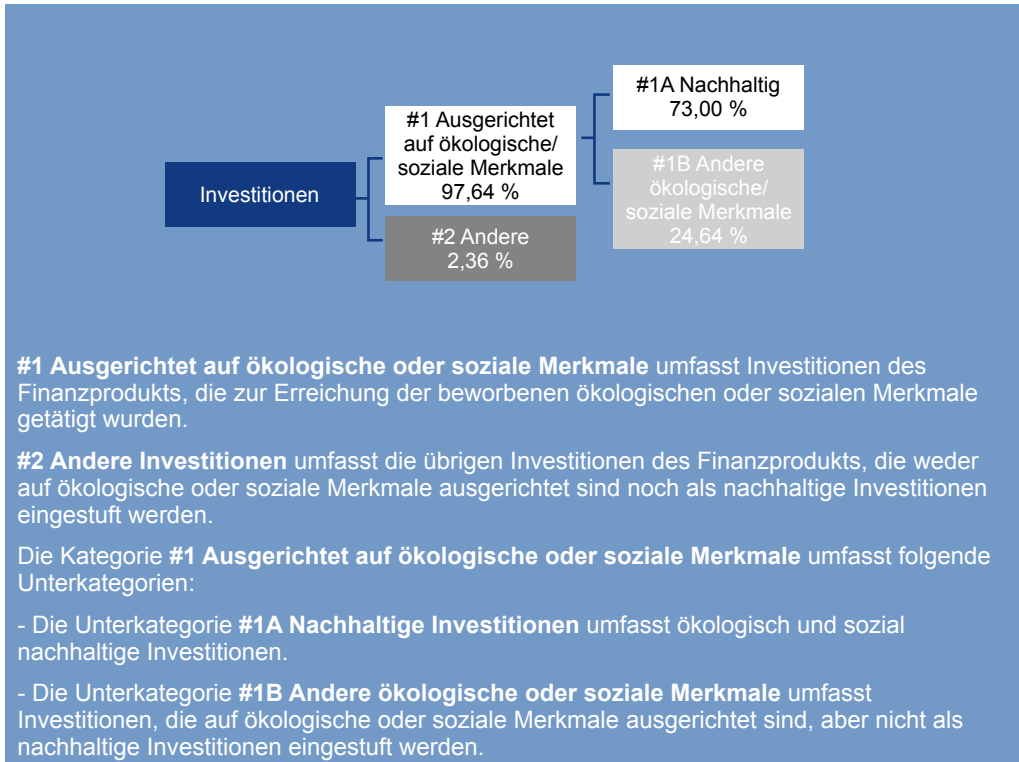 Investitionen
#1 Ausgerichtet
auf ökologische/
soziale Merkmale
97,64 %
#2 Andere
2,36 %
#1A Nachhaltig
73,00 %
#1B Andere
ökologische/
soziale Merkmale
24,64 %
#1 Ausgerichtet auf ökologische oder soziale Merkmale umfasst Investitionen des
Finanzprodukts, die zur Erreichung der beworbenen ökologischen oder sozialen Merkmale
getätigt wurden.
#2 Andere Investitionen umfasst die übrigen Investitionen des Finanzprodukts, die weder
auf ökologische oder soziale Merkmale ausgerichtet sind noch als nachhaltige Investitionen
eingestuft werden.
Die Kategorie #1 Ausgerichtet auf ökologische oder soziale Merkmale umfasst folgende
Unterkategorien:
- Die Unterkategorie #1A Nachhaltige Investitionen umfasst ökologisch und sozial
nachhaltige Investitionen.
- Die Unterkategorie #1B Andere ökologische oder soziale Merkmale umfasst
Investitionen, die auf ökologische oder soziale Merkmale ausgerichtet sind, aber nicht als
nachhaltige Investitionen eingestuft werden.